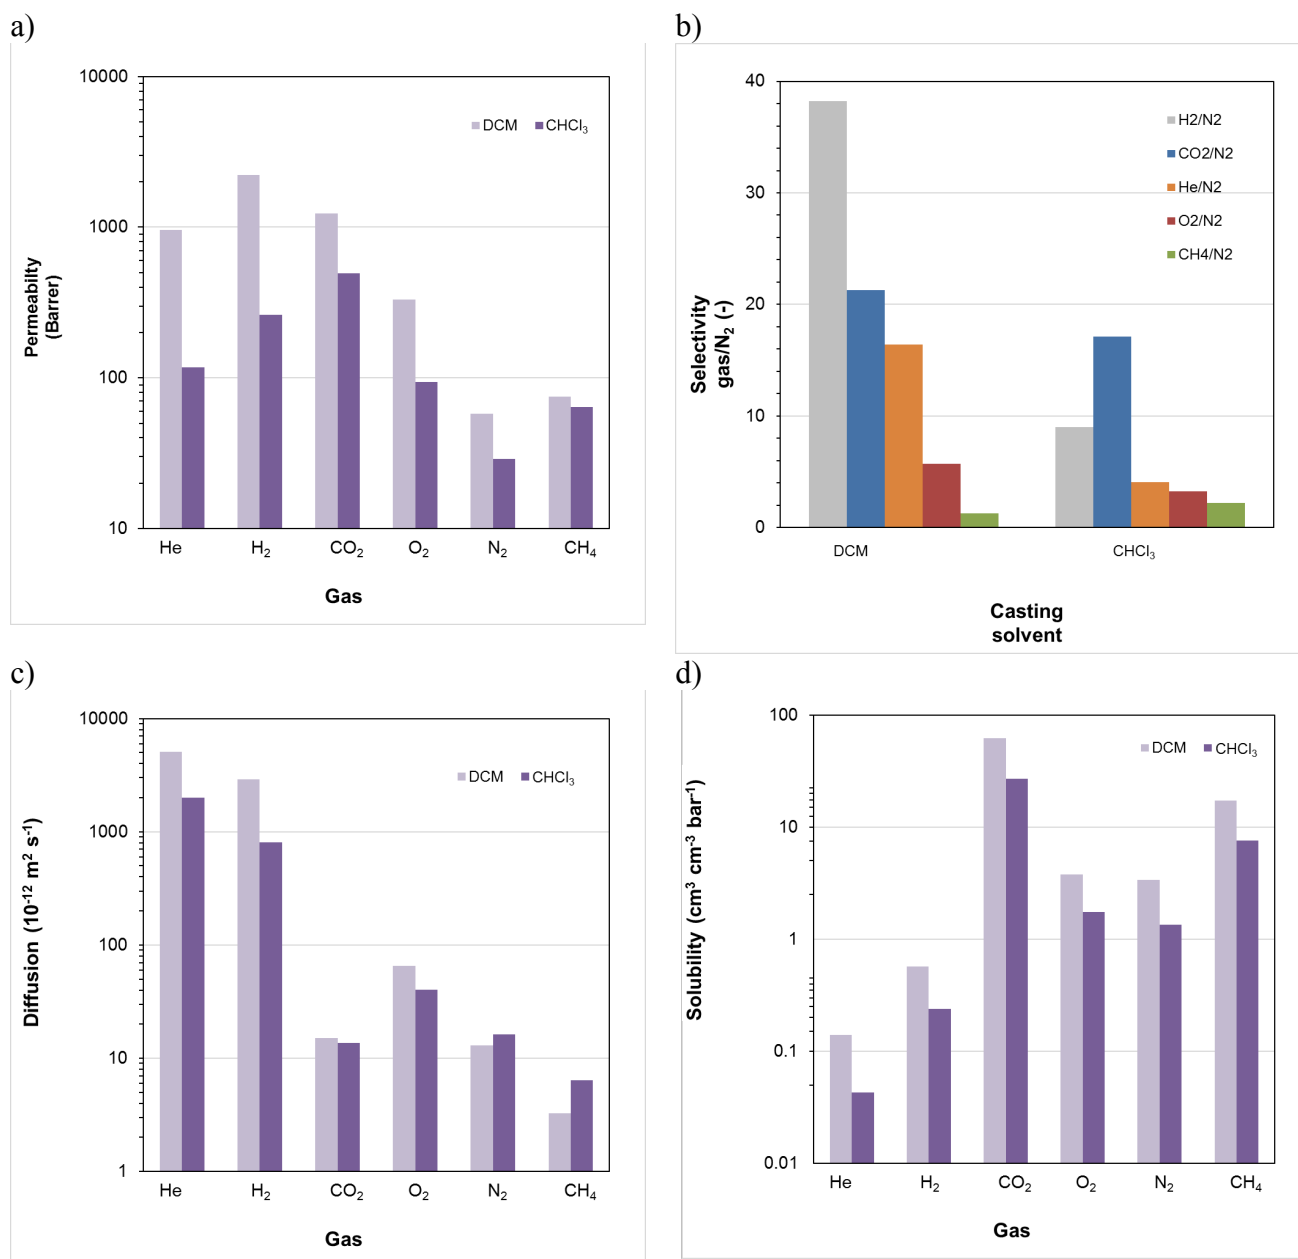 a)
10000
1000
100
10
Permeabilty
(Barrer)
DCM CHCl₃
He H₂ CO₂ O₂ N₂ CH₄
Gas
b)
40
30
20
10
0
Selectivity
gas/N₂ (-)
H2/N2
CO2/N2
He/N2
O2/N2
CH4/N2
DCM CHCl₃
Casting
solvent
c)
10000
1000
100
10
1
Diffusion (10⁻¹² m² s⁻¹)
DCM CHCl₃
He H₂ CO₂ O₂ N₂ CH₄
Gas
d)
100
10
1
0.1
0.01
Solubility (cm³ cm⁻³ bar⁻¹)
DCM CHCl₃
He H₂ CO₂ O₂ N₂ CH₄
Gas